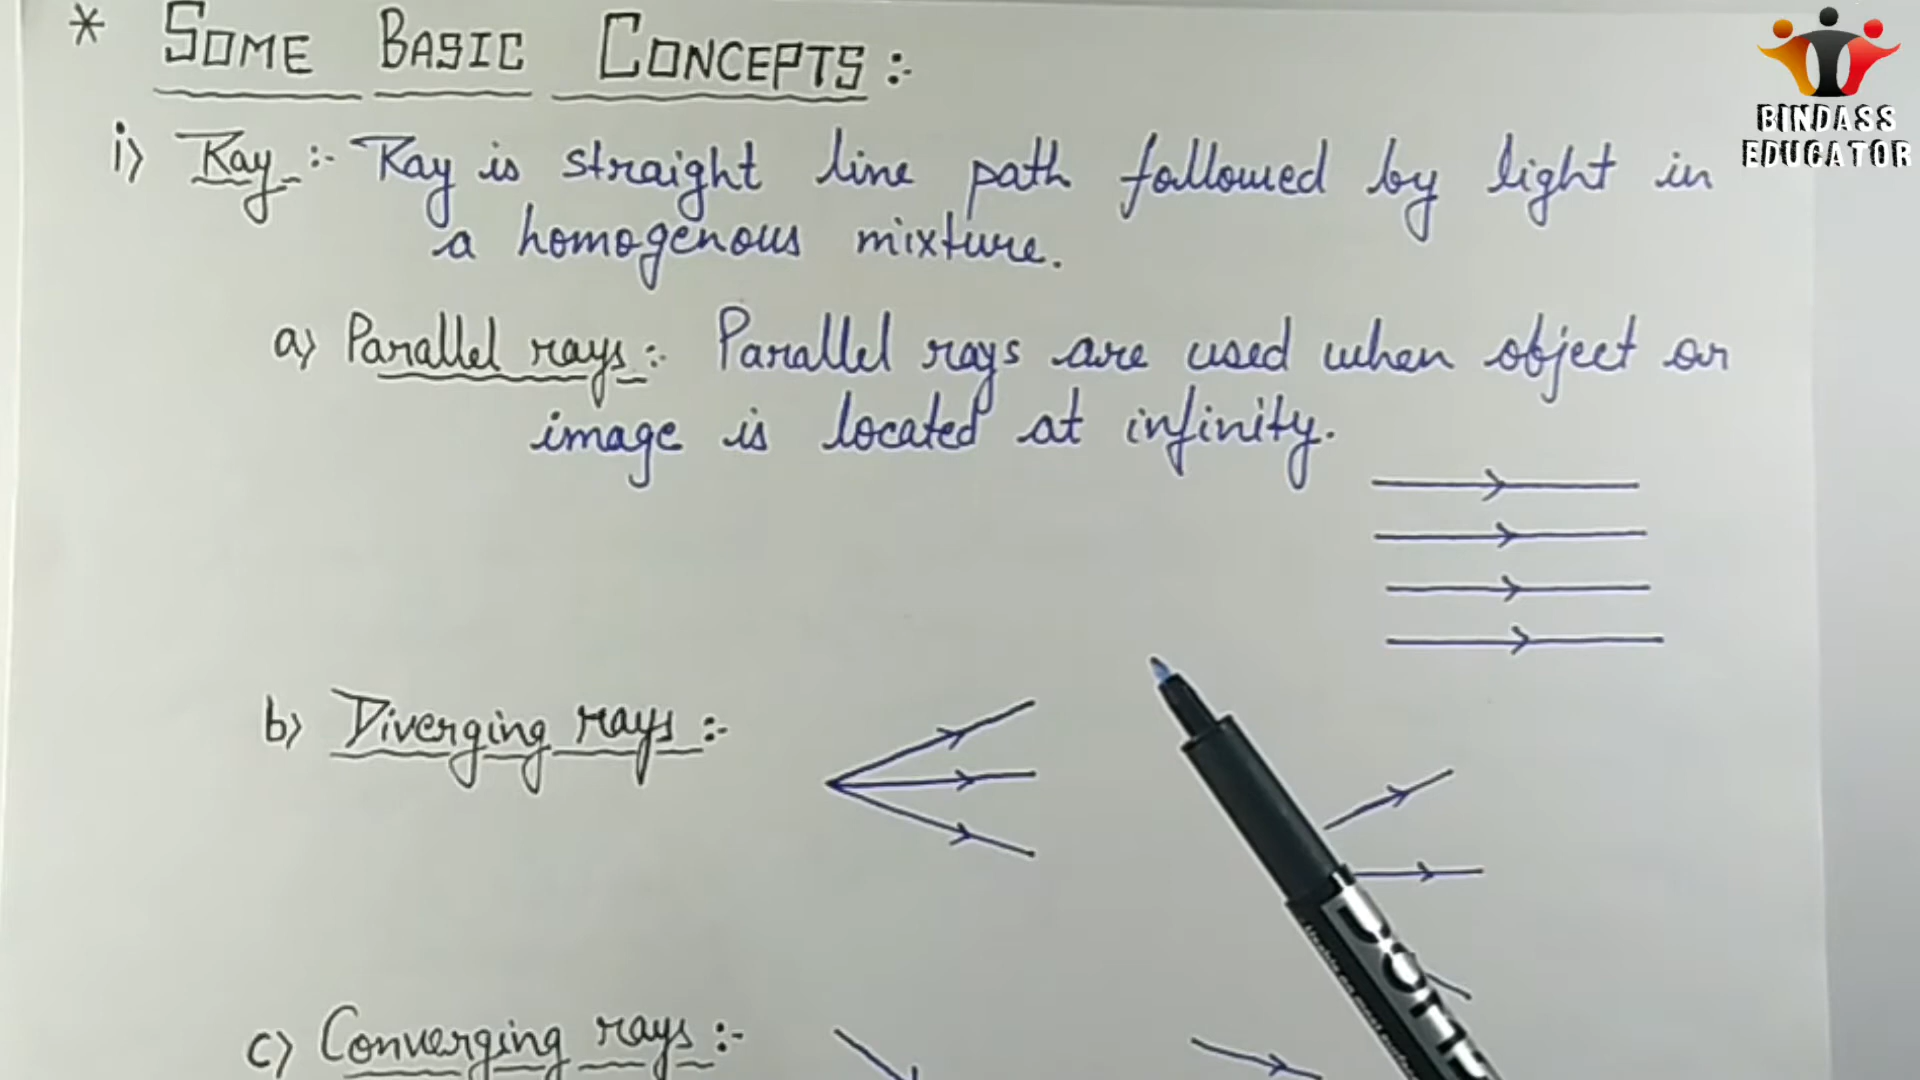 * SOME BASIC CONCEPTS :-
i) Ray :- Ray is straight line path followed by light in
a homogenous mixture.
a) Parallel rays :- Parallel rays are used when object or
image is located at infinity.
b) Diverging rays :-
c) Converging rays :-
BINDASS
EDUCATOR